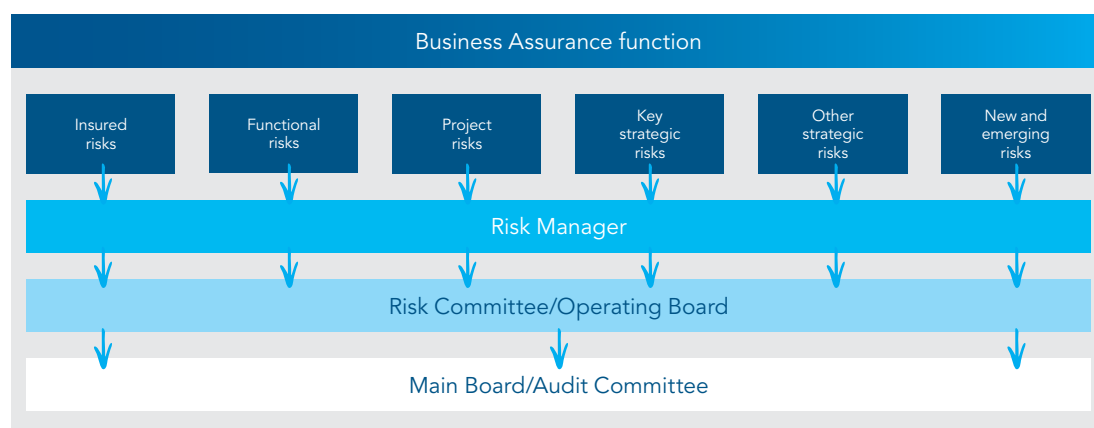 Business Assurance function
Insured
risks
Functional
risks
Project
risks
Key
strategic
risks
Other
strategic
risks
New and
emerging
risks
Risk Manager
Risk Committee/Operating Board
Main Board/Audit Committee